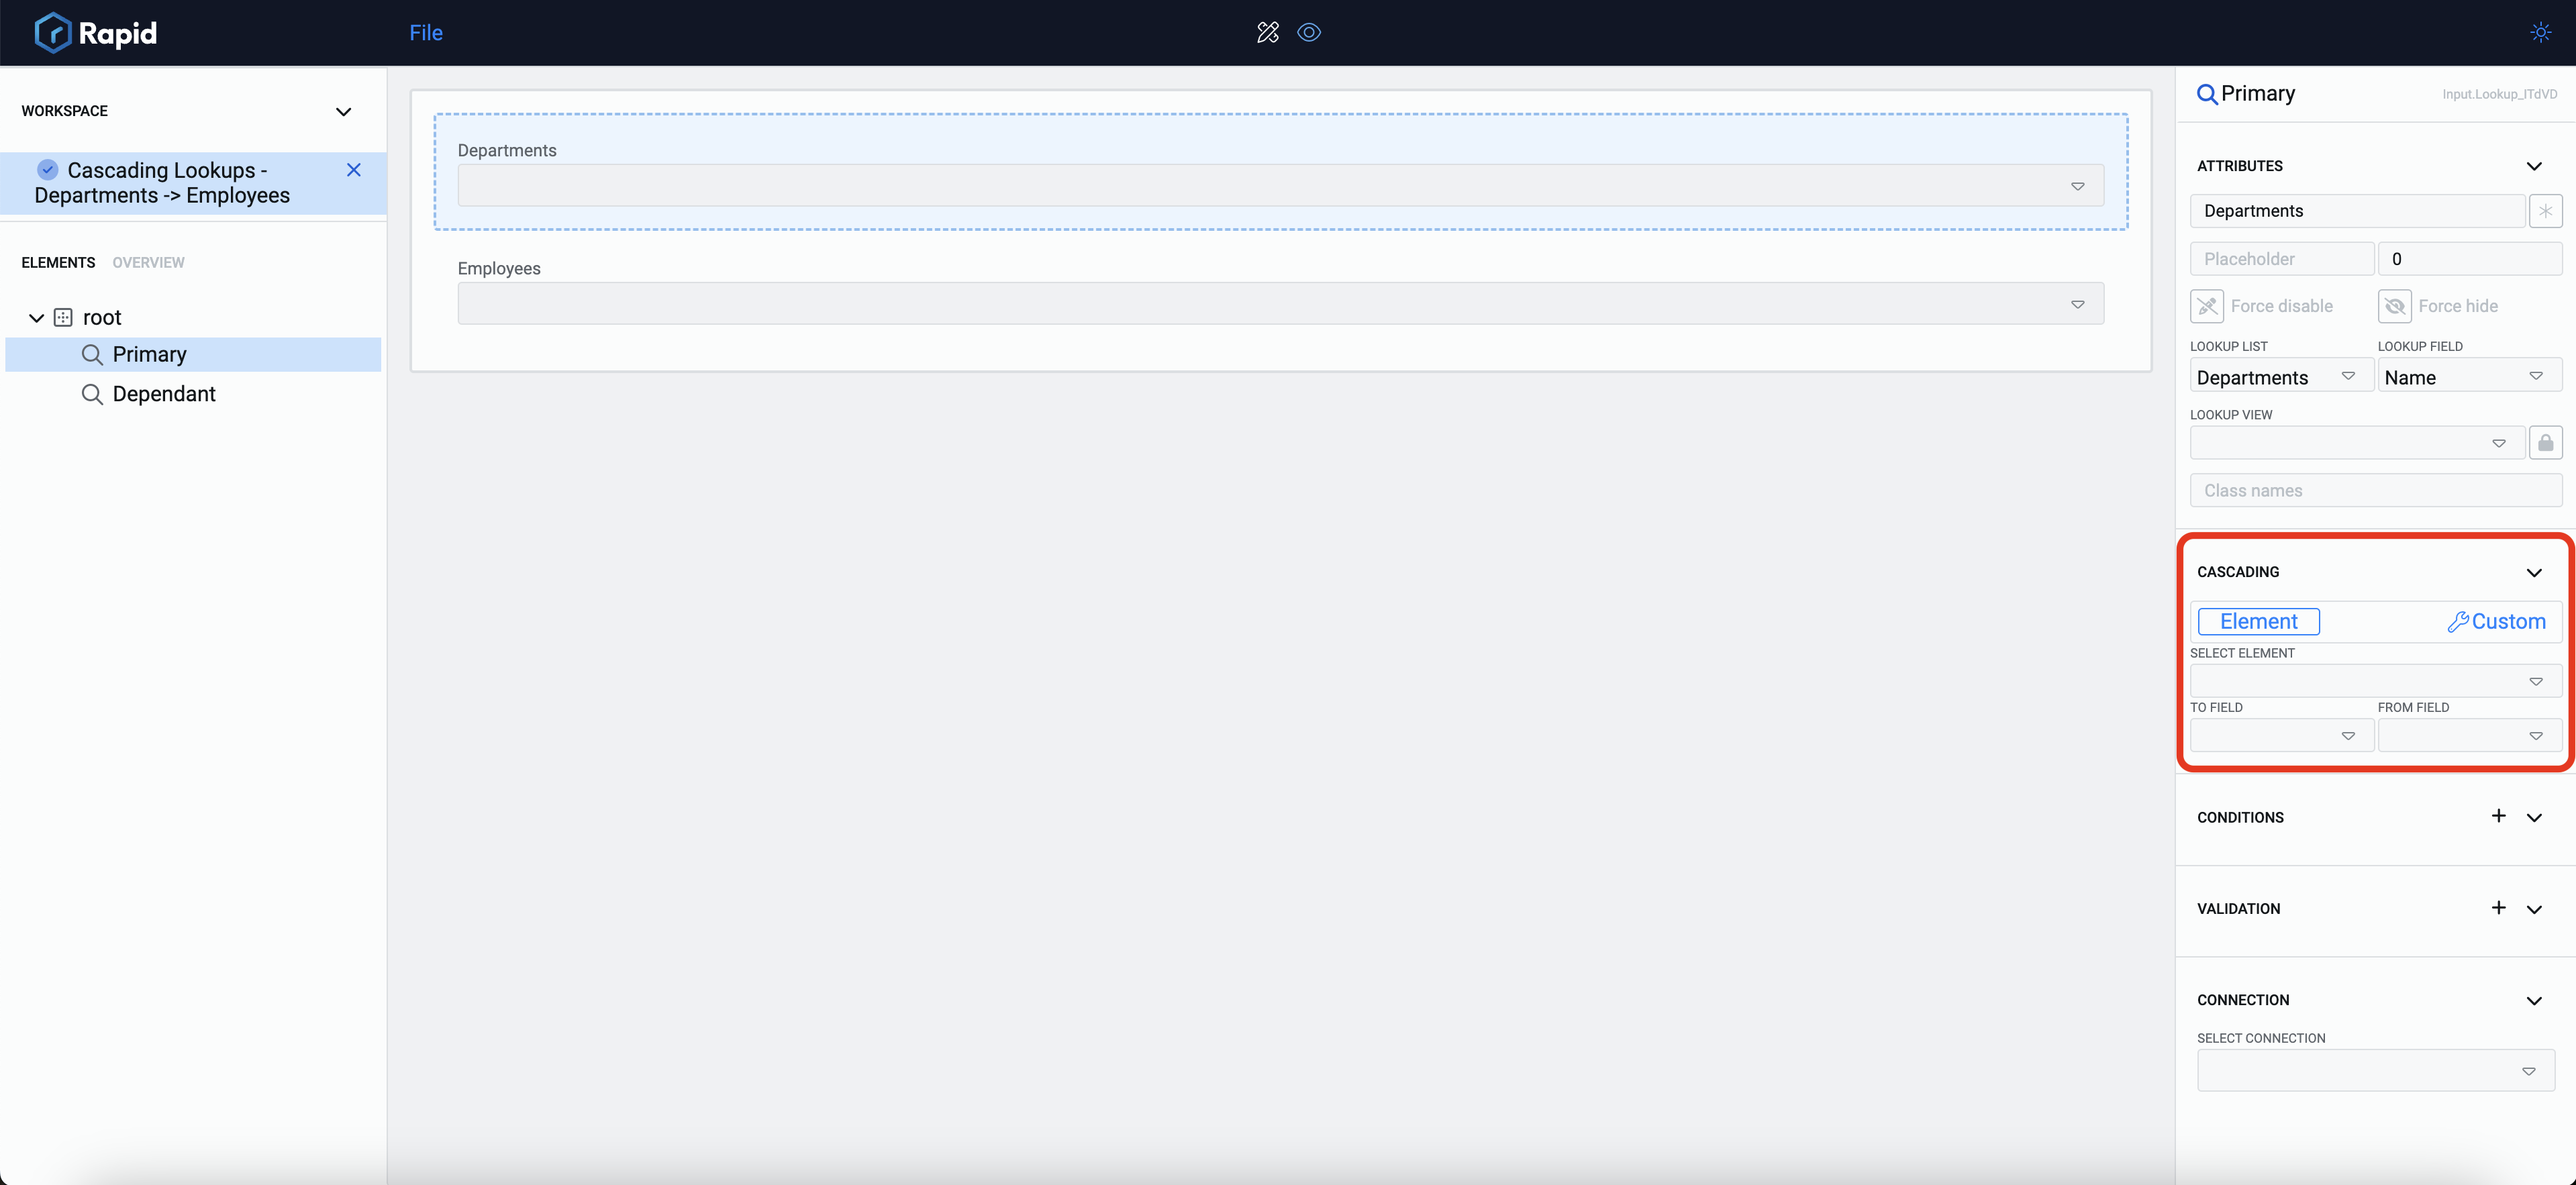 Rapid
File
WORKSPACE
Cascading Lookups -
Departments -> Employees
ELEMENTS OVERVIEW
root
Primary
Dependant
Departments
Employees
Primary Input.Lookup_ITdVD
ATTRIBUTES
Departments
Placeholder 0
Force disable Force hide
LOOKUP LIST LOOKUP FIELD
Departments Name
LOOKUP VIEW
Class names
CASCADING
Element Custom
SELECT ELEMENT
TO FIELD FROM FIELD
CONDITIONS
VALIDATION
CONNECTION
SELECT CONNECTION